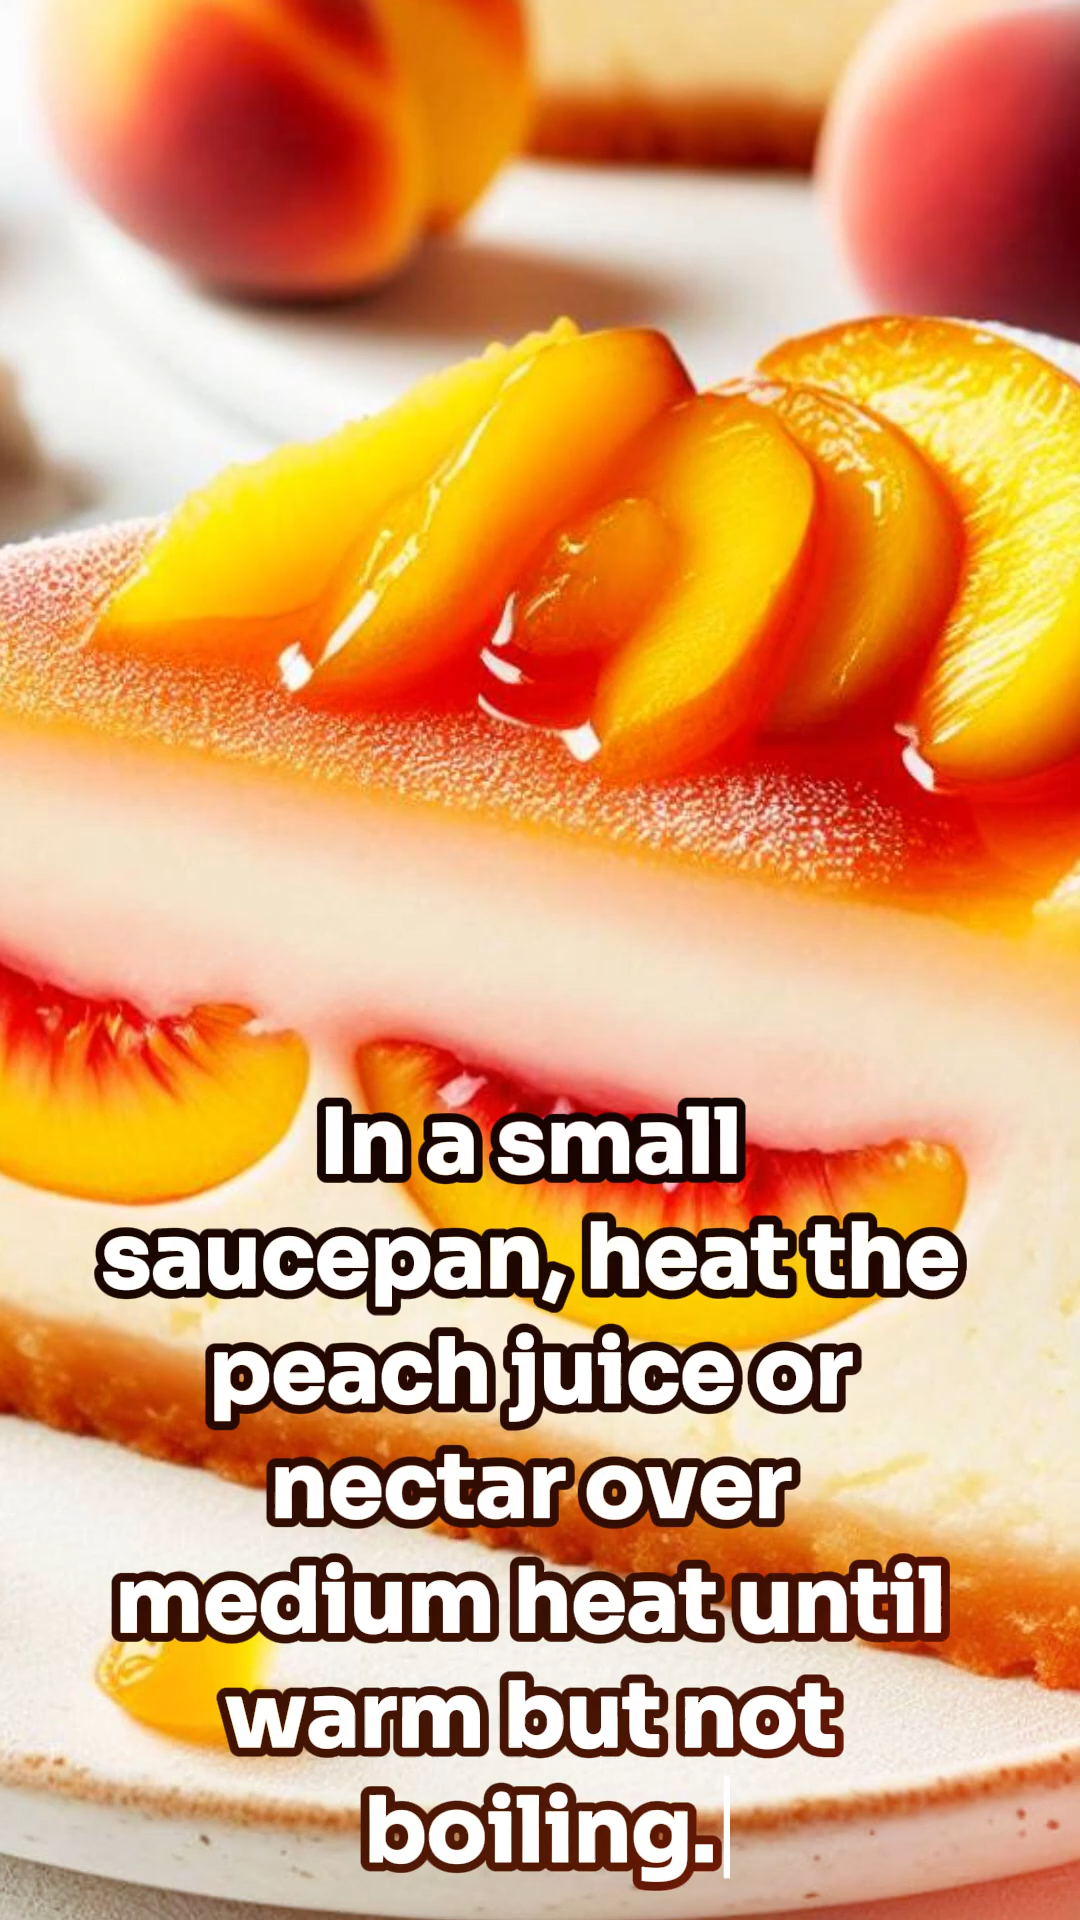 In a small
saucepan, heat the
peach juice or
nectar over
medium heat until
warm but not
boiling.